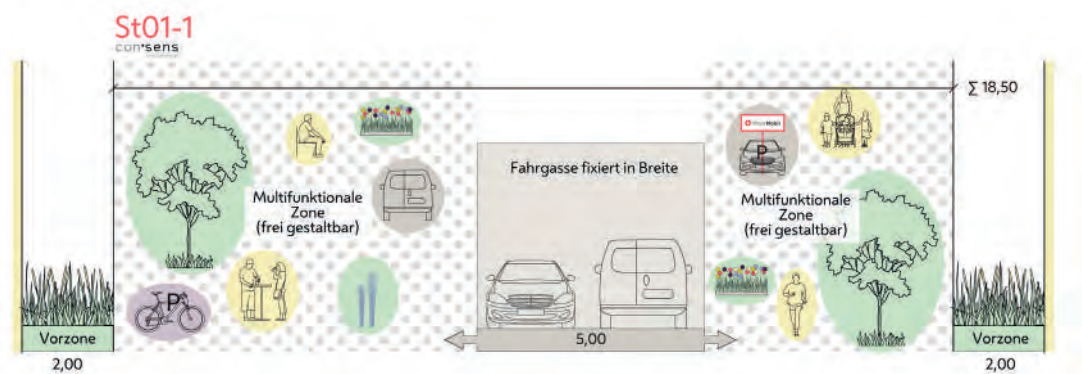 St01-1
con•sens
∑ 18,50
Fahrgasse fixiert in Breite
P
Multifunktionale
Zone
(frei gestaltbar)
Multifunktionale
Zone
(frei gestaltbar)
P
Vorzone
5,00
Vorzone
2,00
2,00